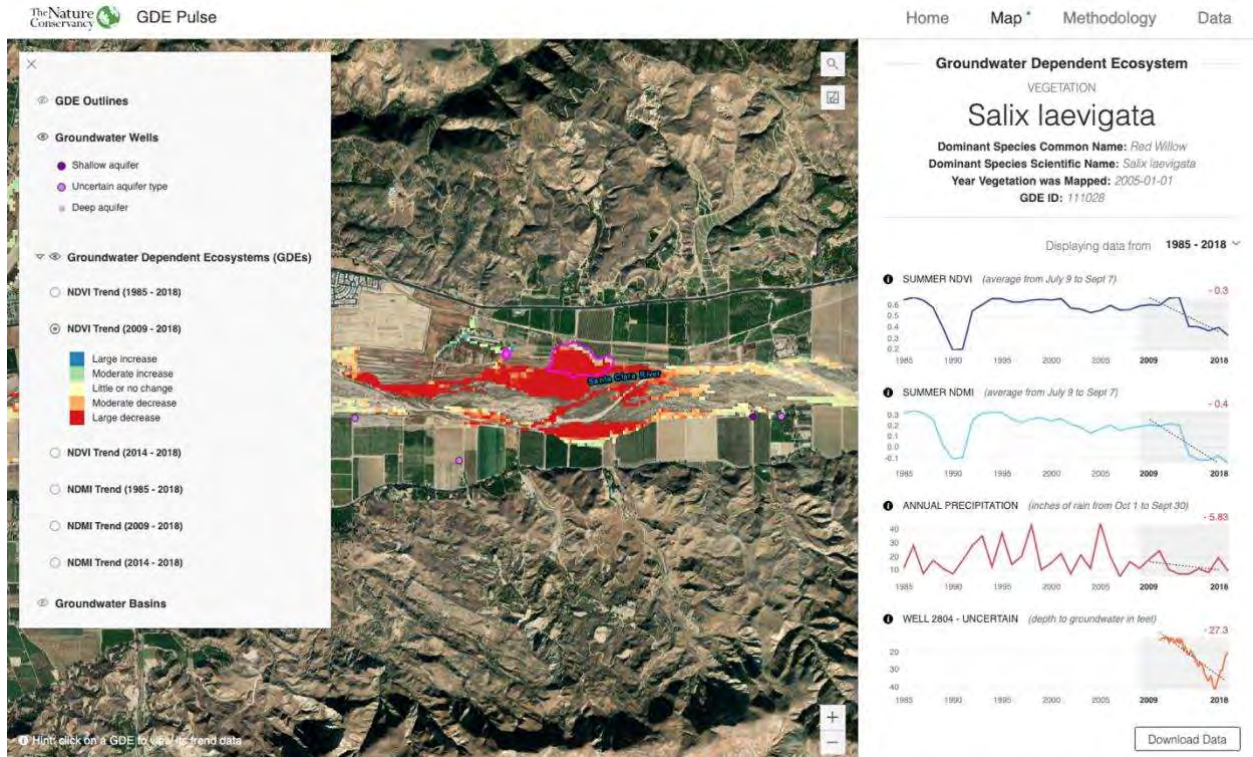 The Nature
Conservancy
GDE Pulse
Home Map Methodology Data
GDE Outlines
Groundwater Wells
Shallow aquifer
Uncertain aquifer type
Deep aquifer
Groundwater Dependent Ecosystems (GDEs)
NDVI Trend (1985 - 2018)
NDVI Trend (2009 - 2018)
Large increase
Moderate increase
Little or no change
Moderate decrease
Large decrease
NDVI Trend (2014 - 2018)
NDMI Trend (1985 - 2018)
NDMI Trend (2009 - 2018)
NDMI Trend (2014 - 2018)
Groundwater Basins
Hint: click on a GDE to view its trend data
Santa Clara River
+
−
Groundwater Dependent Ecosystem
VEGETATION
Salix laevigata
Dominant Species Common Name: Red Willow
Dominant Species Scientific Name: Salix laevigata
Year Vegetation was Mapped: 2005-01-01
GDE ID: 111028
Displaying data from 1985 - 2018
SUMMER NDVI (average from July 9 to Sept 7)
- 0.3
0.6
0.5
0.4
0.3
0.2
1985 1990 1995 2000 2005 2009 2018
SUMMER NDMI (average from July 9 to Sept 7)
- 0.4
0.3
0.2
0.1
0.0
-0.1
1985 1990 1995 2000 2005 2009 2018
ANNUAL PRECIPITATION (inches of rain from Oct 1 to Sept 30)
- 5.83
40
30
20
10
1985 1990 1995 2000 2005 2009 2018
WELL 2804 - UNCERTAIN (depth to groundwater in feet)
- 27.3
20
30
40
1985 1990 1995 2000 2005 2009 2018
Download Data